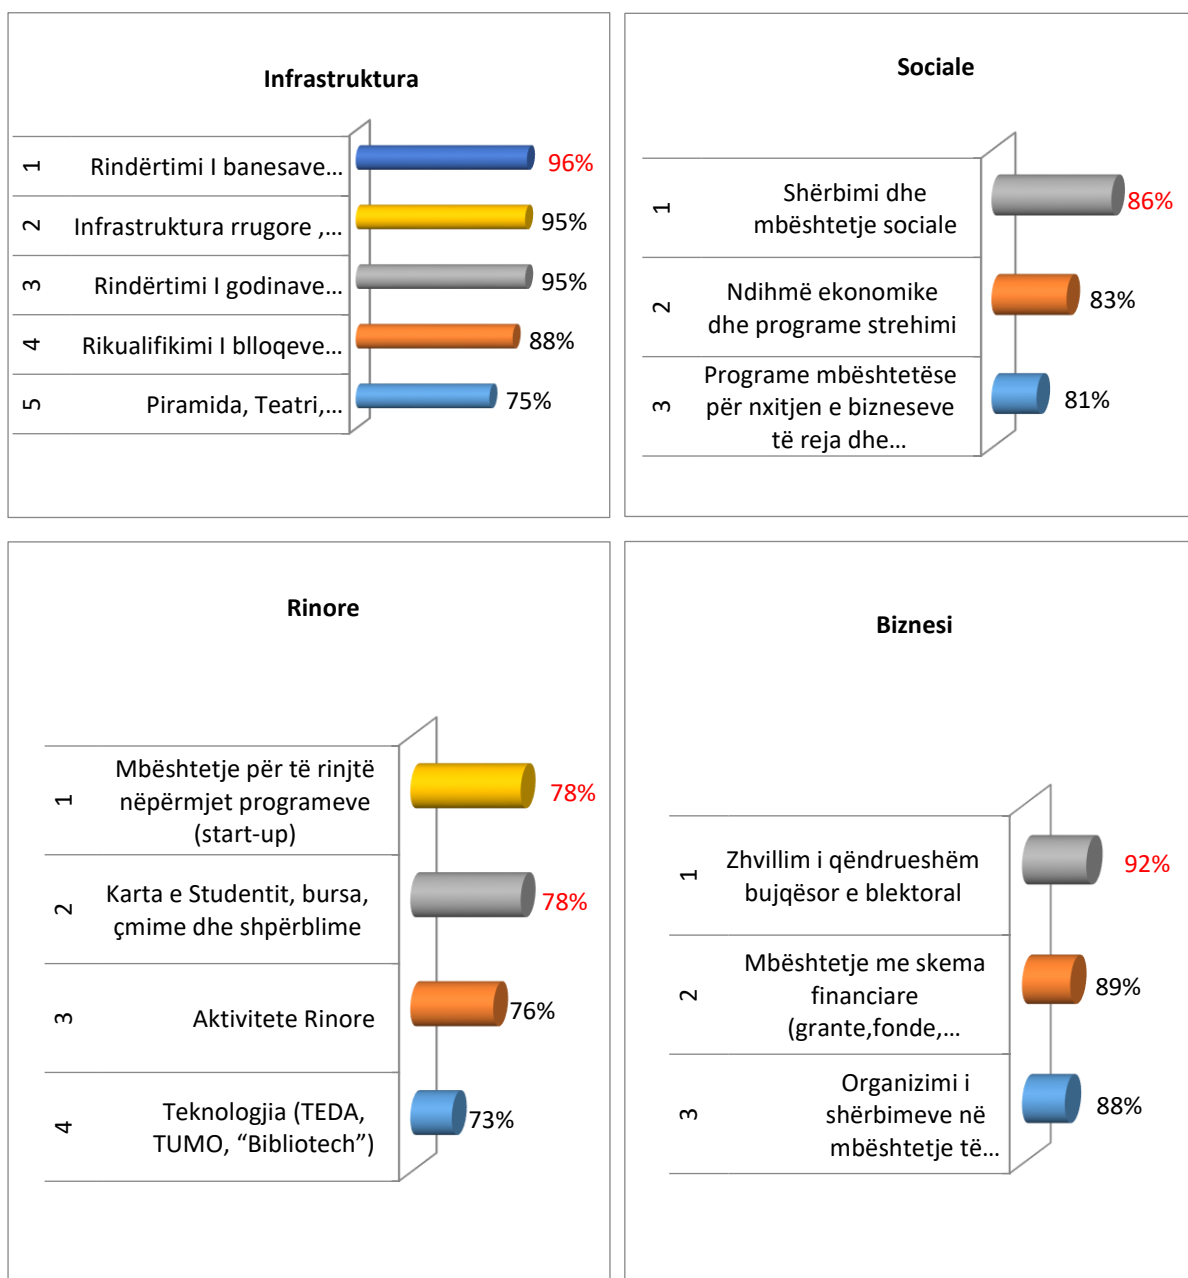 Infrastruktura
1
Rindërtimi I banesave...
96%
2
Infrastruktura rrugore ,...
95%
3
Rindërtimi I godinave...
95%
4
Rikualifikimi I blloqeve...
88%
5
Piramida, Teatri,...
75%
Sociale
1
Shërbimi dhe
mbështetje sociale
86%
2
Ndihmë ekonomike
dhe programe strehimi
83%
3
Programe mbështetëse
për nxitjen e bizneseve
të reja dhe...
81%
Rinore
1
Mbështetje për të rinjtë
nëpërmjet programeve
(start-up)
78%
2
Karta e Studentit, bursa,
çmime dhe shpërblime
78%
3
Aktivitete Rinore
76%
4
Teknologjia (TEDA,
TUMO, “Bibliotech”)
73%
Biznesi
1
Zhvillim i qëndrueshëm
bujqësor e blektoral
92%
2
Mbështetje me skema
financiare
(grante,fonde,...
89%
3
Organizimi i
shërbimeve në
mbështetje të...
88%